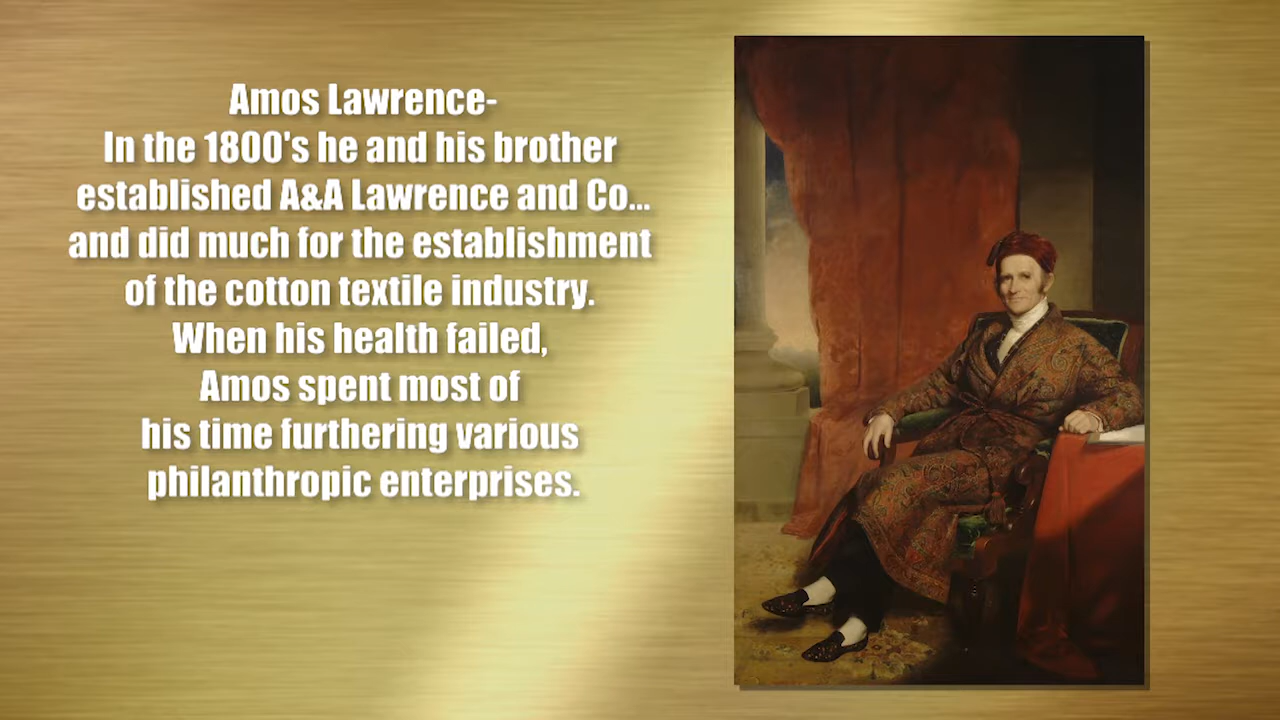 Amos Lawrence-
In the 1800's he and his brother
established A&A Lawrence and Co...
and did much for the establishment
of the cotton textile industry.
When his health failed,
Amos spent most of
his time furthering various
philanthropic enterprises.